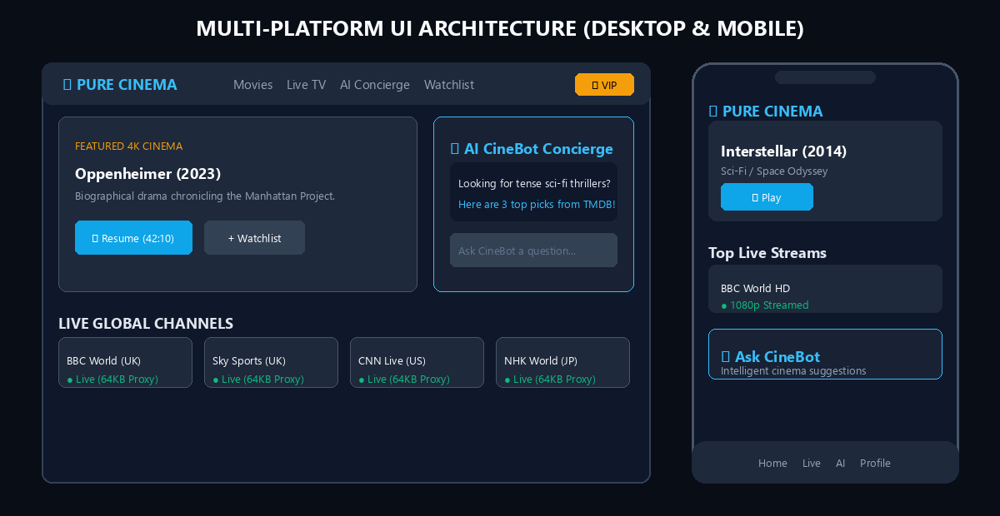 MULTI-PLATFORM UI ARCHITECTURE (DESKTOP & MOBILE)
PURE CINEMA
Movies Live TV AI Concierge Watchlist
VIP
FEATURED 4K CINEMA
Oppenheimer (2023)
Biographical drama chronicling the Manhattan Project.
Resume (42:10)
+ Watchlist
AI CineBot Concierge
Looking for tense sci-fi thrillers?
Here are 3 top picks from TMDB!
Ask CineBot a question...
LIVE GLOBAL CHANNELS
BBC World (UK)
● Live (64KB Proxy)
Sky Sports (UK)
● Live (64KB Proxy)
CNN Live (US)
● Live (64KB Proxy)
NHK World (JP)
● Live (64KB Proxy)
PURE CINEMA
Interstellar (2014)
Sci-Fi / Space Odyssey
Play
Top Live Streams
BBC World HD
● 1080p Streamed
Ask CineBot
Intelligent cinema suggestions
Home Live AI Profile